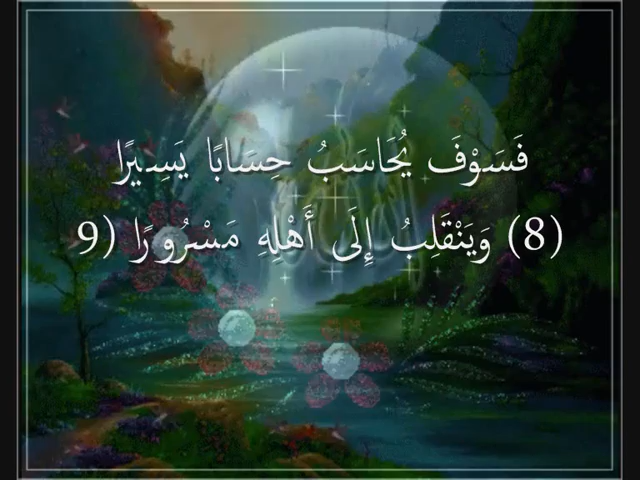 فَسَوْفَ يُحَاسَبُ حِسَابًا يَسِيرًا
(8) وَيَنْقَلِبُ إِلَى أَهْلِهِ مَسْرُورًا (9